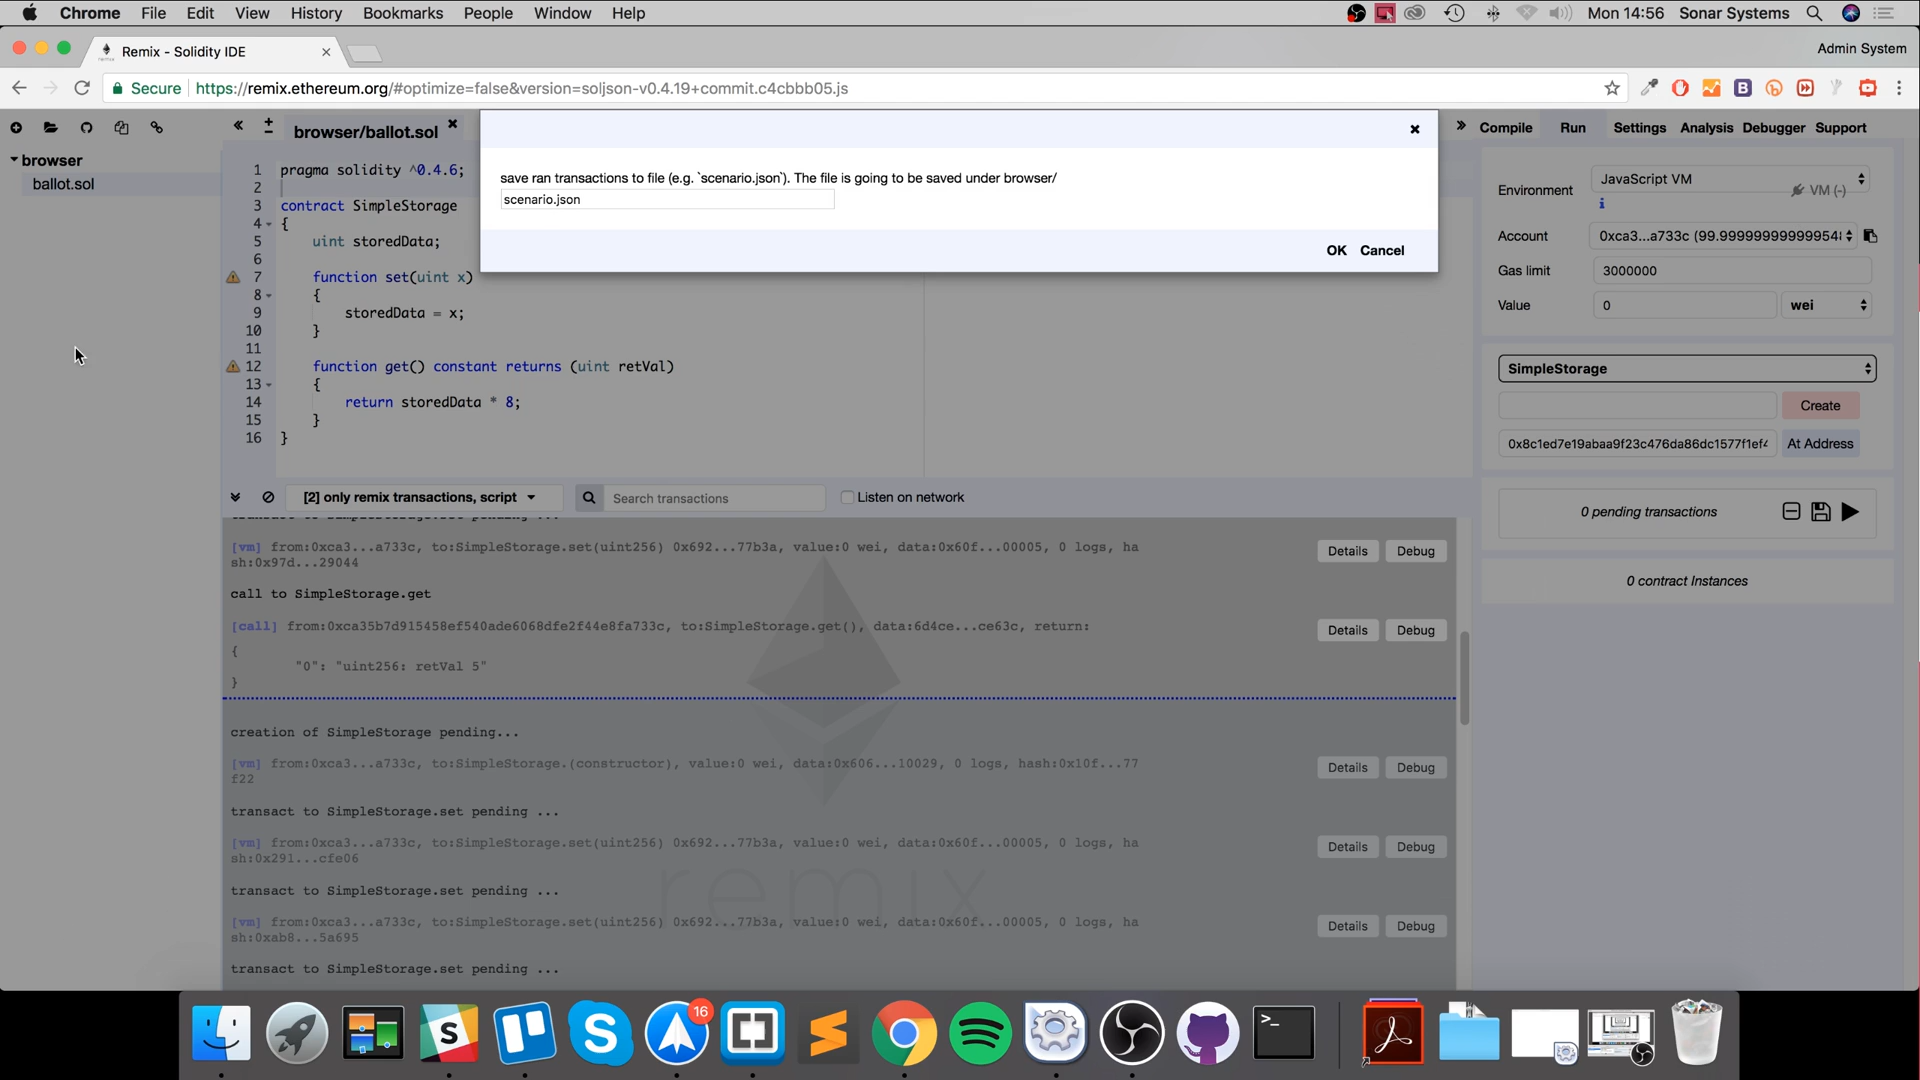 Chrome File Edit View History Bookmarks People Window Help Mon 14:56 Sonar Systems
Remix - Solidity IDE Admin System
Secure https://remix.ethereum.org/#optimize=false&version=soljson-v0.4.19+commit.c4cbbb05.js
browser/ballot.sol
Compile Run Settings Analysis Debugger Support
browser
ballot.sol
save ran transactions to file (e.g. `scenario.json`). The file is going to be saved under browser/
scenario.json
OK Cancel
1 pragma solidity ^0.4.6;
2
3 contract SimpleStorage
4 {
5 uint storedData;
6
7 function set(uint x)
8 {
9 storedData = x;
10 }
11
12 function get() constant returns (uint retVal)
13 {
14 return storedData * 8;
15 }
16 }
Environment JavaScript VM VM (-)
i
Account 0xca3...a733c (99.9999999999954
Gas limit 3000000
Value 0 wei
SimpleStorage
Create
0x8c1ed7e19abaa9f23c476da86dc1577f1ef At Address
0 pending transactions
0 contract Instances
[2] only remix transactions, script Search transactions Listen on network
transact to SimpleStorage.set pending ...
[vm] from:0xca3...a733c, to:SimpleStorage.set(uint256) 0x692...77b3a, value:0 wei, data:0x60f...00005, 0 logs, ha
sh:0x97d...29044
Details Debug
call to SimpleStorage.get
[call] from:0xca35b7d915458ef540ade6068dfe2f44e8fa733c, to:SimpleStorage.get(), data:6d4ce...ce63c, return:
Details Debug
{
"0": "uint256: retVal 5"
}
creation of SimpleStorage pending...
[vm] from:0xca3...a733c, to:SimpleStorage.(constructor), value:0 wei, data:0x606...10029, 0 logs, hash:0x10f...77
f22
Details Debug
transact to SimpleStorage.set pending ...
[vm] from:0xca3...a733c, to:SimpleStorage.set(uint256) 0x692...77b3a, value:0 wei, data:0x60f...00005, 0 logs, ha
sh:0x291...cfe06
Details Debug
transact to SimpleStorage.set pending ...
remix
[vm] from:0xca3...a733c, to:SimpleStorage.set(uint256) 0x692...77b3a, value:0 wei, data:0x60f...00005, 0 logs, ha
sh:0xab8...5a695
Details Debug
transact to SimpleStorage.set pending ...
16